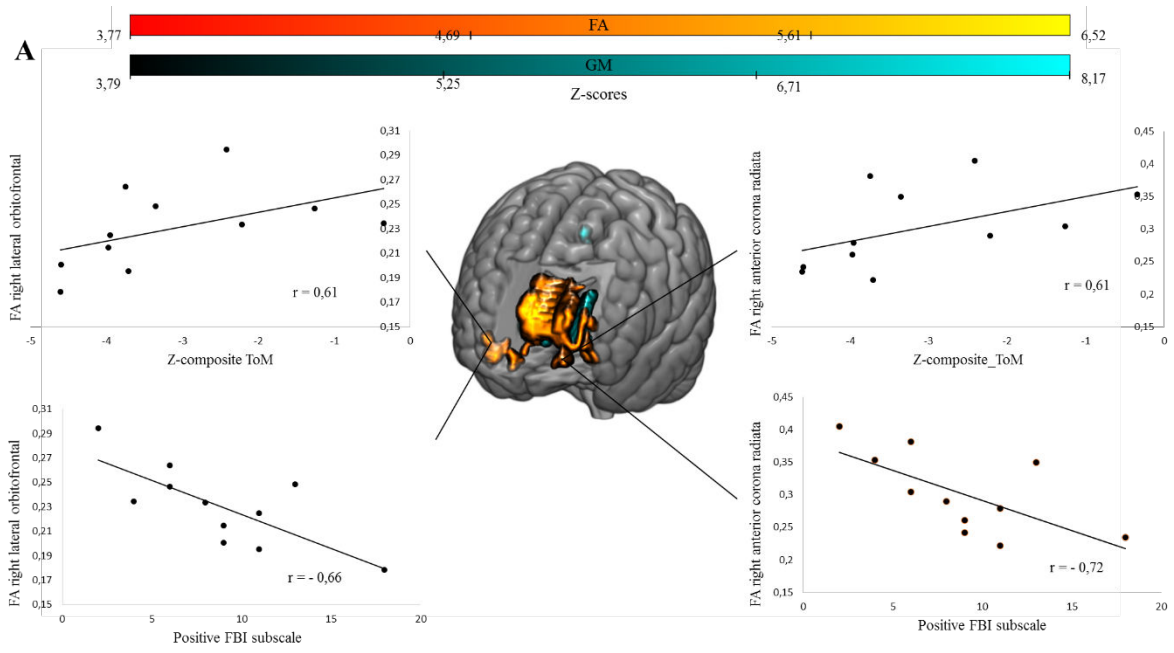 A
FA
3,77 4,69 5,61 6,52
GM
3,79 5,25 6,71 8,17
Z-scores
FA right lateral orbitofrontal
0,31
0,29
0,27
0,25
0,23
0,21
0,19
0,17
0,15
r = 0,61
-5 -4 -3 -2 -1 0
Z-composite ToM
FA right anterior corona radiata
0,45
0,4
0,35
0,3
0,25
0,2
0,15
r = 0,61
-5 -4 -3 -2 -1 0
Z-composite_ToM
FA right lateral orbitofrontal
0,31
0,29
0,27
0,25
0,23
0,21
0,19
0,17
0,15
r = - 0,66
0 5 10 15 20
Positive FBI subscale
FA right anterior corona radiata
0,45
0,4
0,35
0,3
0,25
0,2
0,15
r = - 0,72
0 5 10 15 20
Positive FBI subscale